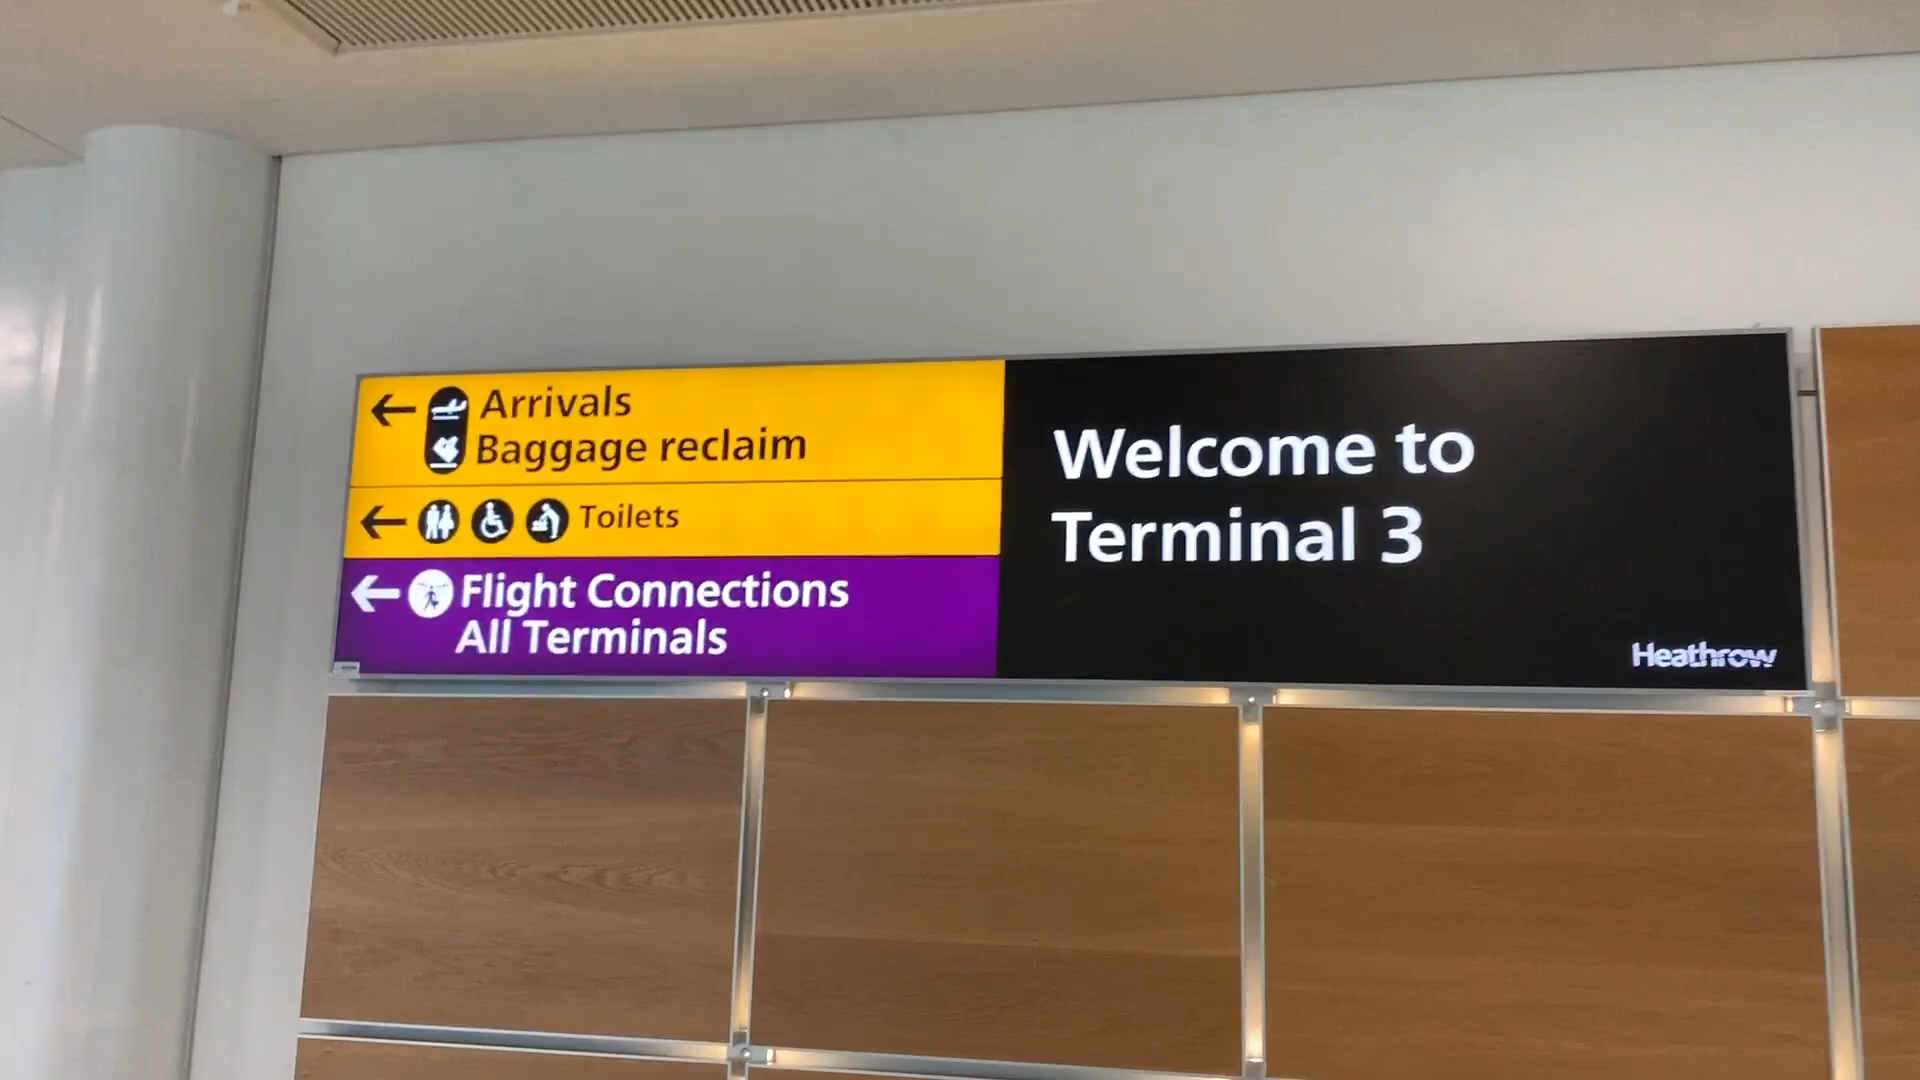 Arrivals
Baggage reclaim
Toilets
Flight Connections
All Terminals
Welcome to
Terminal 3
Heathrow